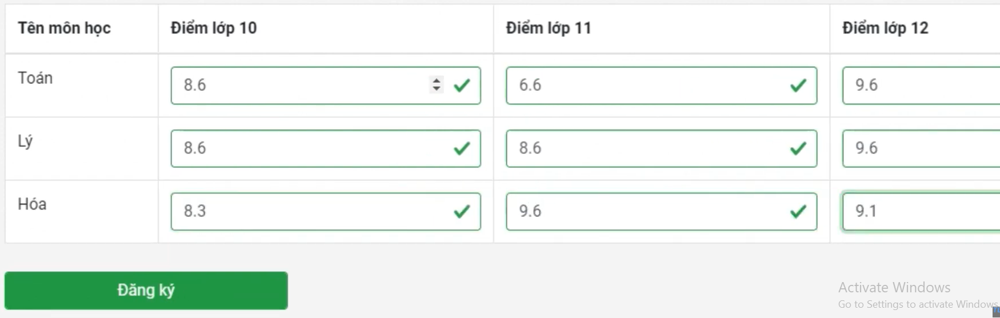 Tên môn học Điểm lớp 10 Điểm lớp 11 Điểm lớp 12
Toán 8.6 6.6 9.6
Lý 8.6 8.6 9.6
Hóa 8.3 9.6 9.1
Đăng ký
Activate Windows
Go to Settings to activate Windows